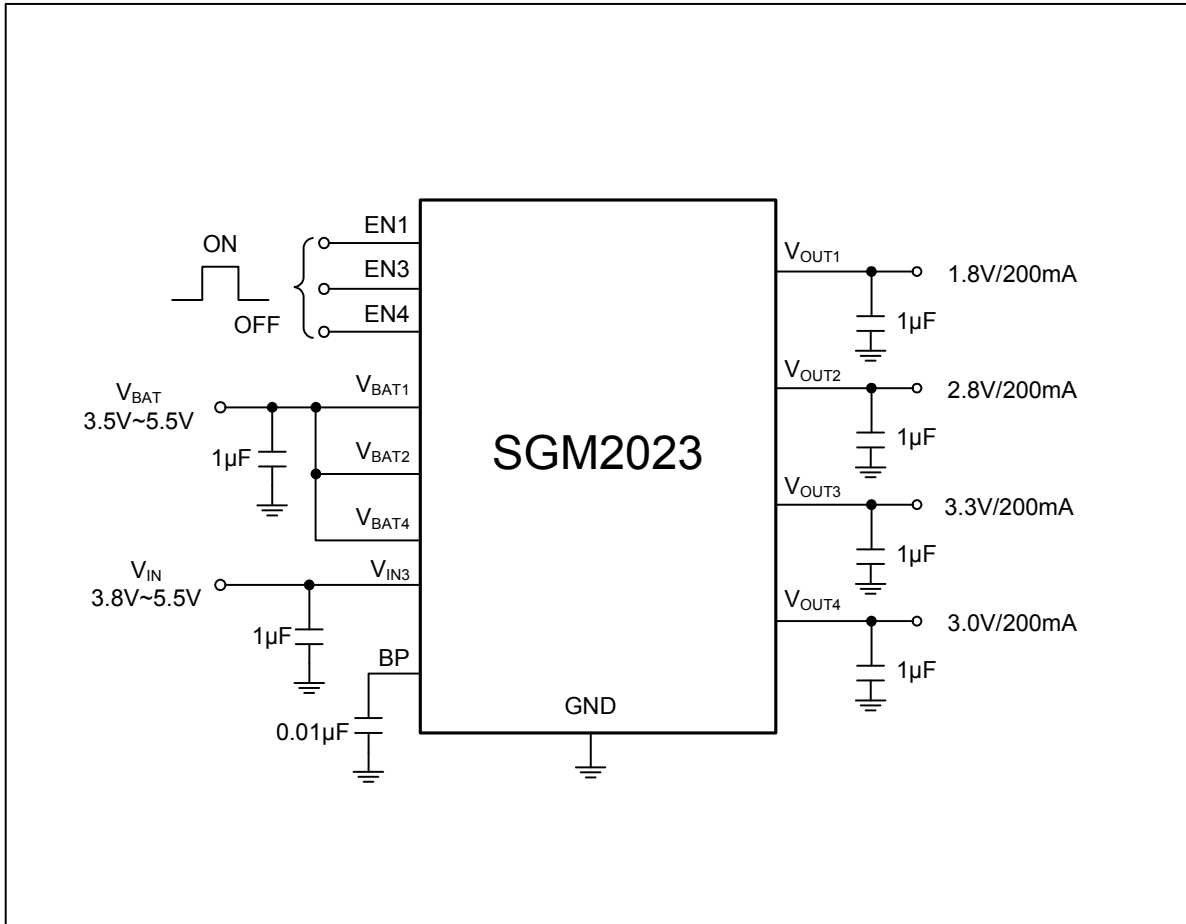 ON
OFF
EN1
EN3
EN4
VBAT
3.5V~5.5V
1µF
VBAT1
VBAT2
VBAT4
VIN
3.8V~5.5V
1µF
VIN3
BP
0.01µF
SGM2023
GND
VOUT1
1.8V/200mA
1µF
VOUT2
2.8V/200mA
1µF
VOUT3
3.3V/200mA
1µF
VOUT4
3.0V/200mA
1µF